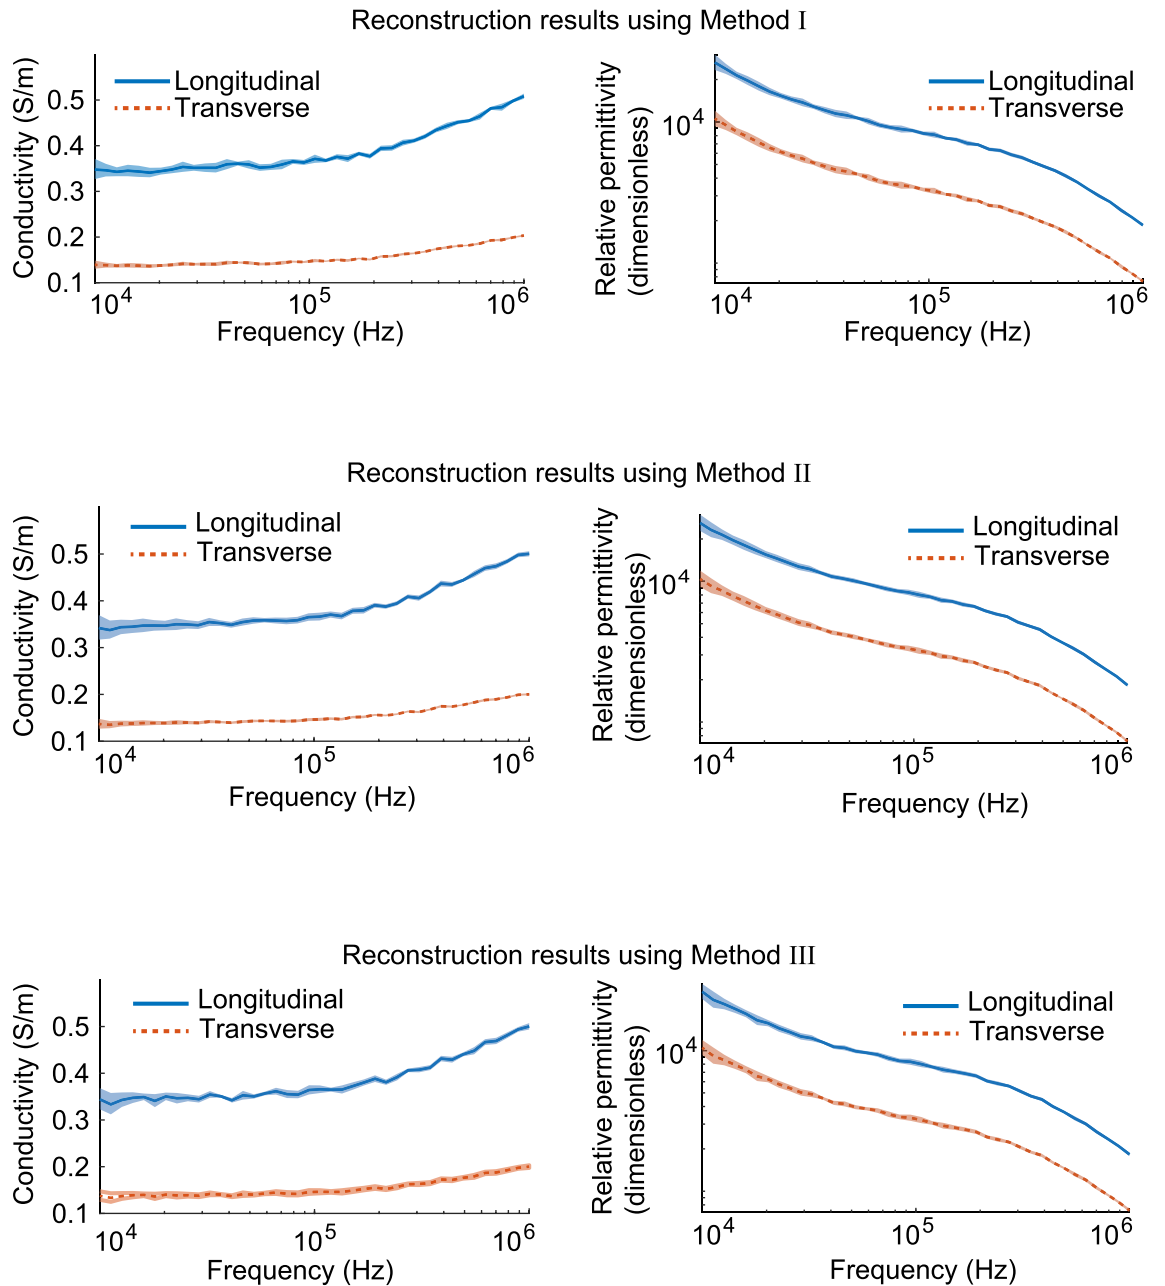 Reconstruction results using Method I
Conductivity (S/m)
0.5
0.4
0.3
0.2
0.1
Longitudinal
Transverse
10^4
10^5
10^6
Frequency (Hz)
Relative permittivity
(dimensionless)
10^4
Longitudinal
Transverse
10^4
10^5
10^6
Frequency (Hz)
Reconstruction results using Method II
Conductivity (S/m)
0.5
0.4
0.3
0.2
0.1
Longitudinal
Transverse
10^4
10^5
10^6
Frequency (Hz)
Relative permittivity
(dimensionless)
10^4
Longitudinal
Transverse
10^4
10^5
10^6
Frequency (Hz)
Reconstruction results using Method III
Conductivity (S/m)
0.5
0.4
0.3
0.2
0.1
Longitudinal
Transverse
10^4
10^5
10^6
Frequency (Hz)
Relative permittivity
(dimensionless)
10^4
Longitudinal
Transverse
10^4
10^5
10^6
Frequency (Hz)